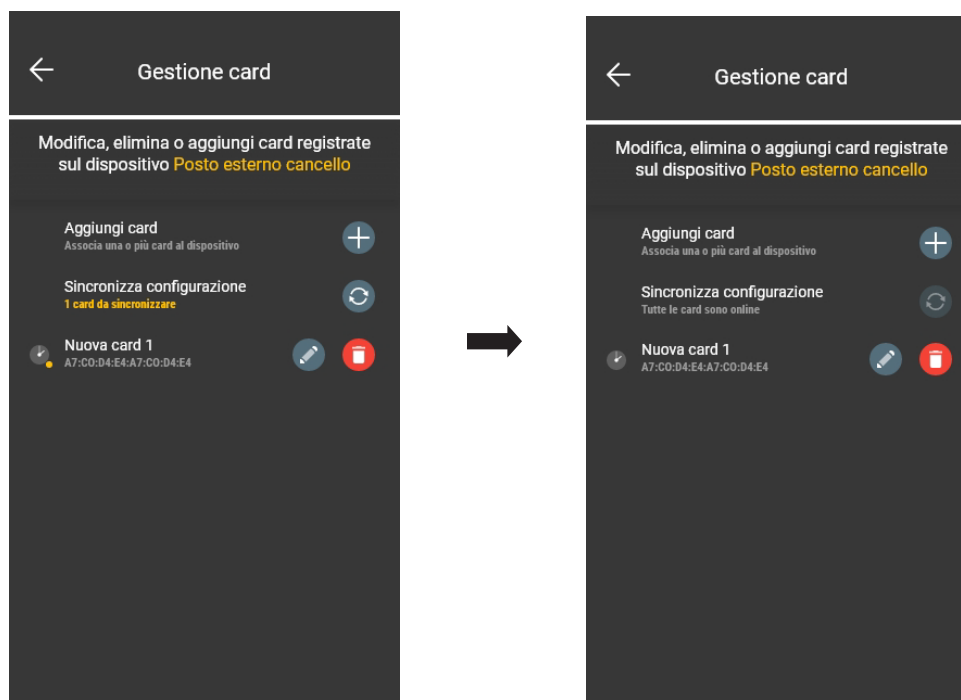 Gestione card
Modifica, elimina o aggiungi card registrate
sul dispositivo Posto esterno cancello
Aggiungi card
Associa una o più card al dispositivo
Sincronizza configurazione
1 card da sincronizzare
Nuova card 1
A7:C0:D4:E4:A7:C0:D4:E4
Gestione card
Modifica, elimina o aggiungi card registrate
sul dispositivo Posto esterno cancello
Aggiungi card
Associa una o più card al dispositivo
Sincronizza configurazione
Tutte le card sono online
Nuova card 1
A7:C0:D4:E4:A7:C0:D4:E4